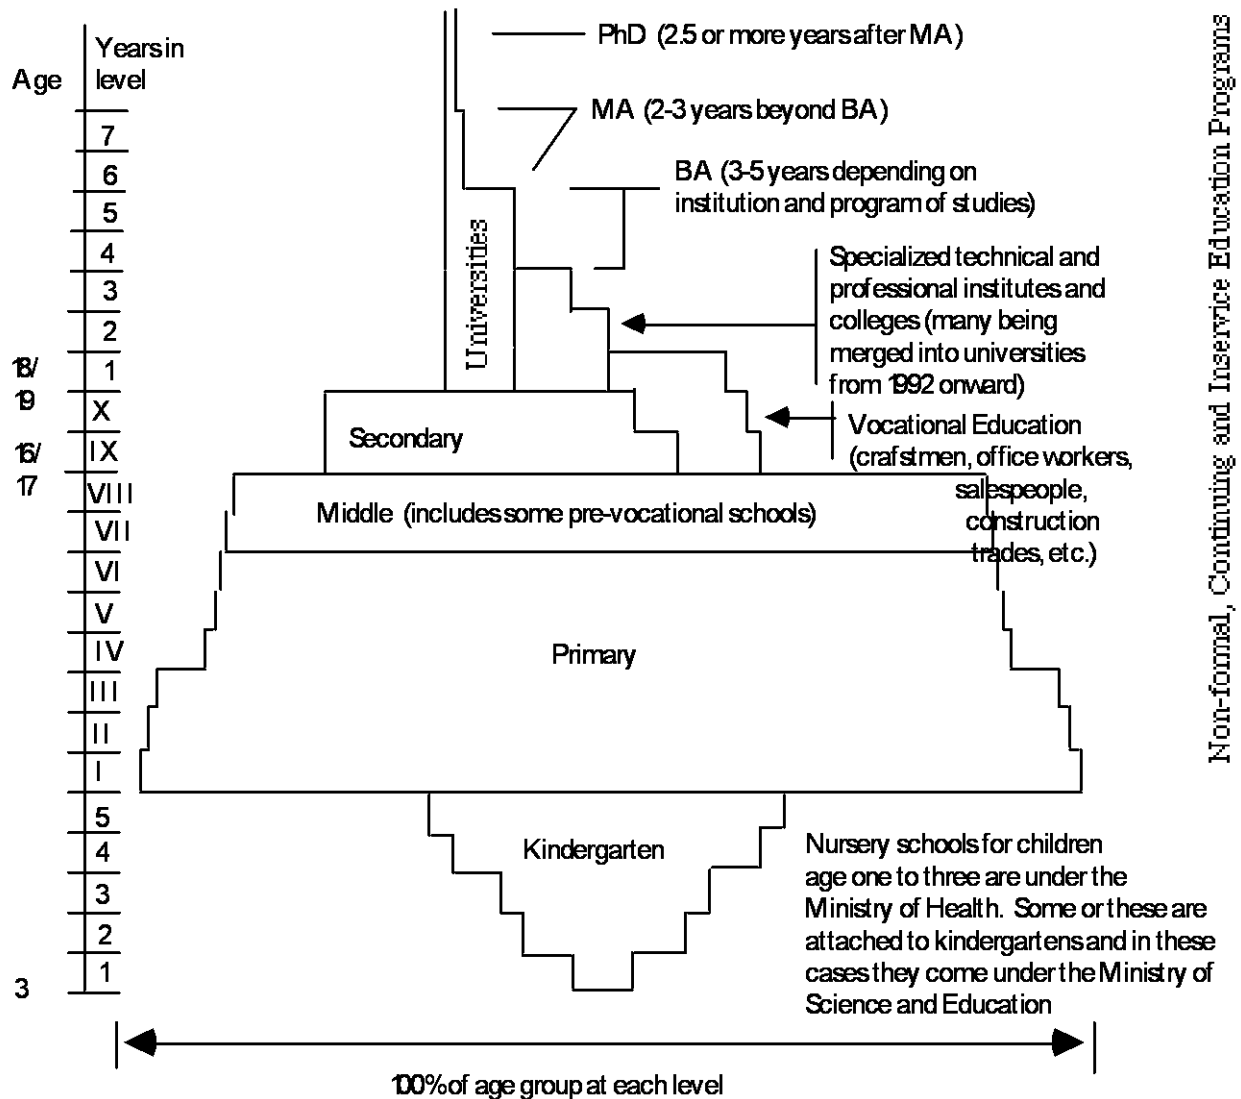 Age
Years in
level
7
6
5
4
3
2
1
18/
19
X
16/
IX
17
VIII
VII
VI
V
IV
III
II
I
5
4
3
2
1
3
PhD (2.5 or more years after MA)
MA (2-3 years beyond BA)
BA (3-5 years depending on
institution and program of studies)
Specialized technical and
professional institutes and
colleges (many being
merged into universities
from 1992 onward)
Vocational Education
(crafstmen, office workers,
salespeople,
construction
trades, etc.)
Universities
Secondary
Middle (includes some pre-vocational schools)
Primary
Kindergarten
Nursery schools for children
age one to three are under the
Ministry of Health. Some or these are
attached to kindergartens and in these
cases they come under the Ministry of
Science and Education
100% of age group at each level
Non-formal, Continuing and Inservice Education Programs